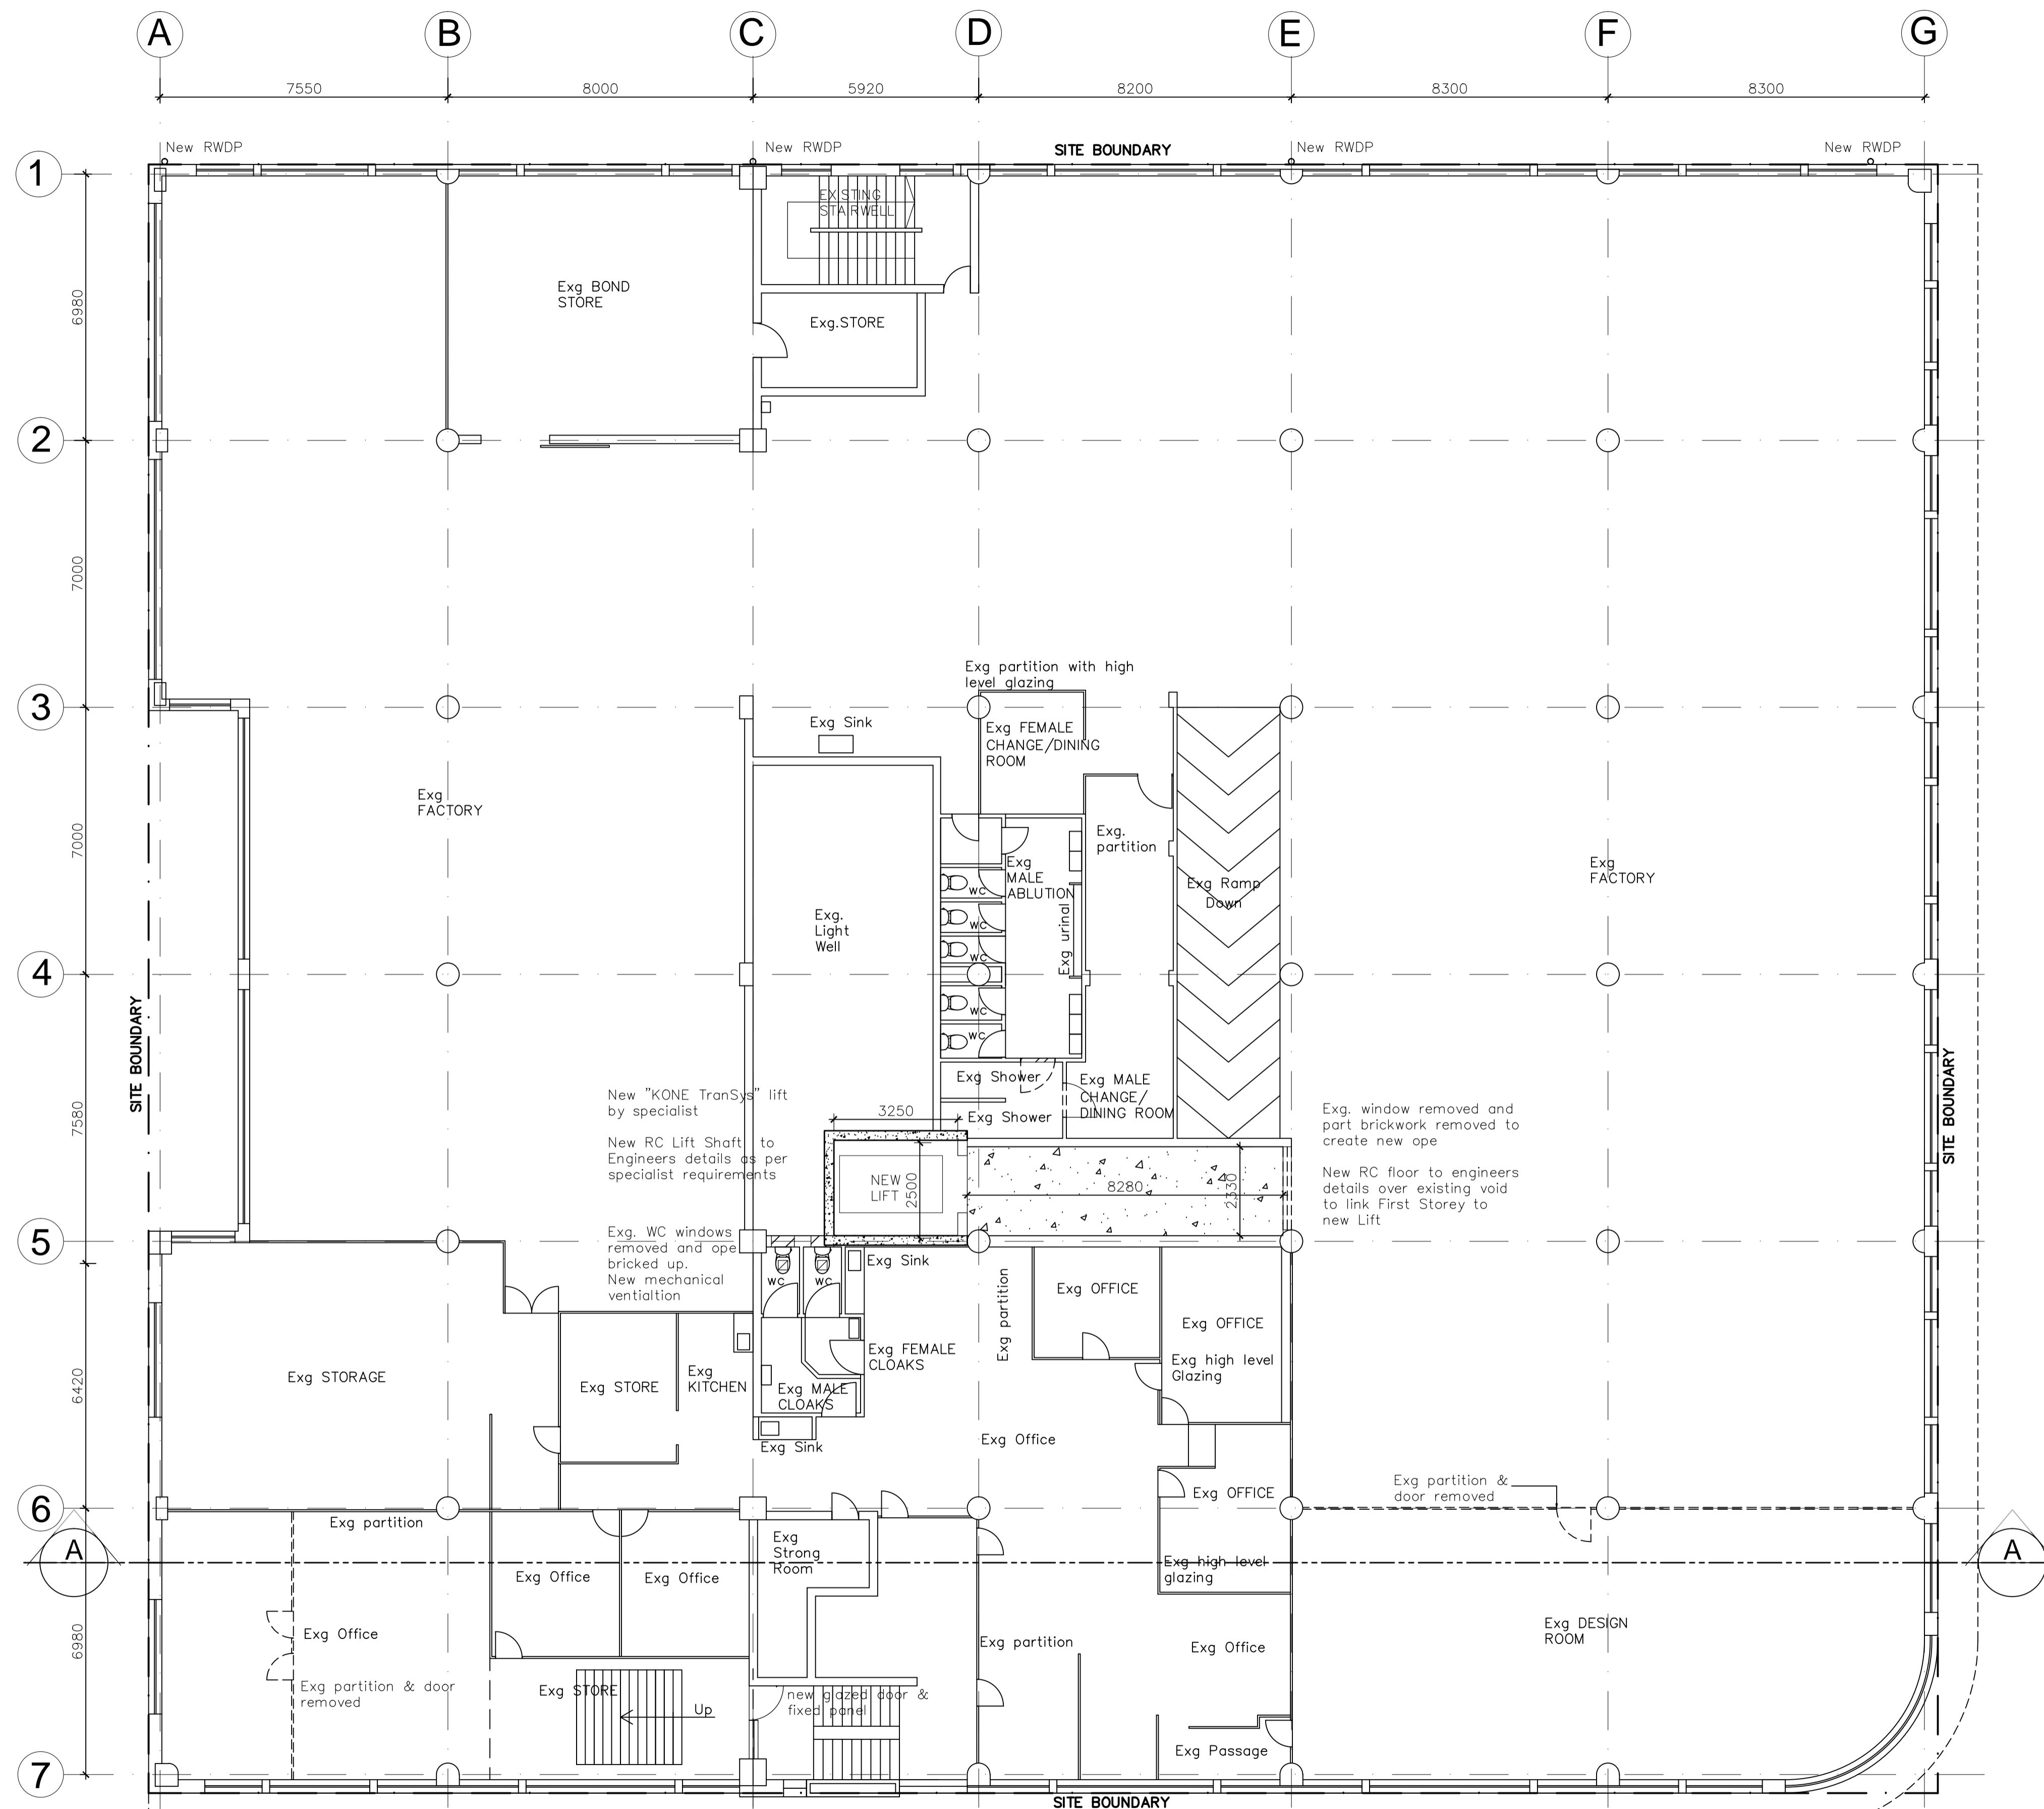 A
B
C
D
E
F
G
7550
8000
5920
8200
8300
8300
New RWDP
New RWDP
SITE BOUNDARY
New RWDP
New RWDP
1
EXISTING
STAIRWELL
6980
Exg BOND
STORE
Exg.STORE
2
7000
Exg partition with high
level glazing
3
Exg Sink
Exg FEMALE
CHANGE/DINING
ROOM
Exg
FACTORY
7000
Exg.
partition
Exg
MALE
ABLUTION
Exg Ramp
Down
Exg
FACTORY
WC
WC
WC
Exg urinal
Exg.
Light
Well
4
WC
WC
SITE BOUNDARY
SITE BOUNDARY
7580
New "KONE TranSys" lift
by specialist
New RC Lift Shaft to
Engineers details as per
specialist requirements
Exg Shower
Exg Shower
Exg MALE
CHANGE/
DINING ROOM
3250
NEW
LIFT
2500
8280
2330
Exg. window removed and
part brickwork removed to
create new ope
New RC floor to engineers
details over existing void
to link First Storey to
new Lift
5
Exg. WC windows
removed and ope
bricked up.
New mechanical
ventialtion
WC
WC
Exg Sink
Exg partition
Exg OFFICE
Exg OFFICE
Exg high level
Glazing
6420
Exg STORAGE
Exg STORE
Exg
KITCHEN
Exg FEMALE
CLOAKS
Exg MALE
CLOAKS
Exg Sink
Exg Office
Exg OFFICE
Exg partition &
door removed
6
Exg partition
Exg
Strong
Room
A
A
Exg Office
Exg Office
Exg high level
glazing
6980
Exg Office
Exg partition
Exg Office
Exg DESIGN
ROOM
Exg partition & door
removed
Exg STORE
Up
new glazed door &
fixed panel
Exg Passage
7
SITE BOUNDARY